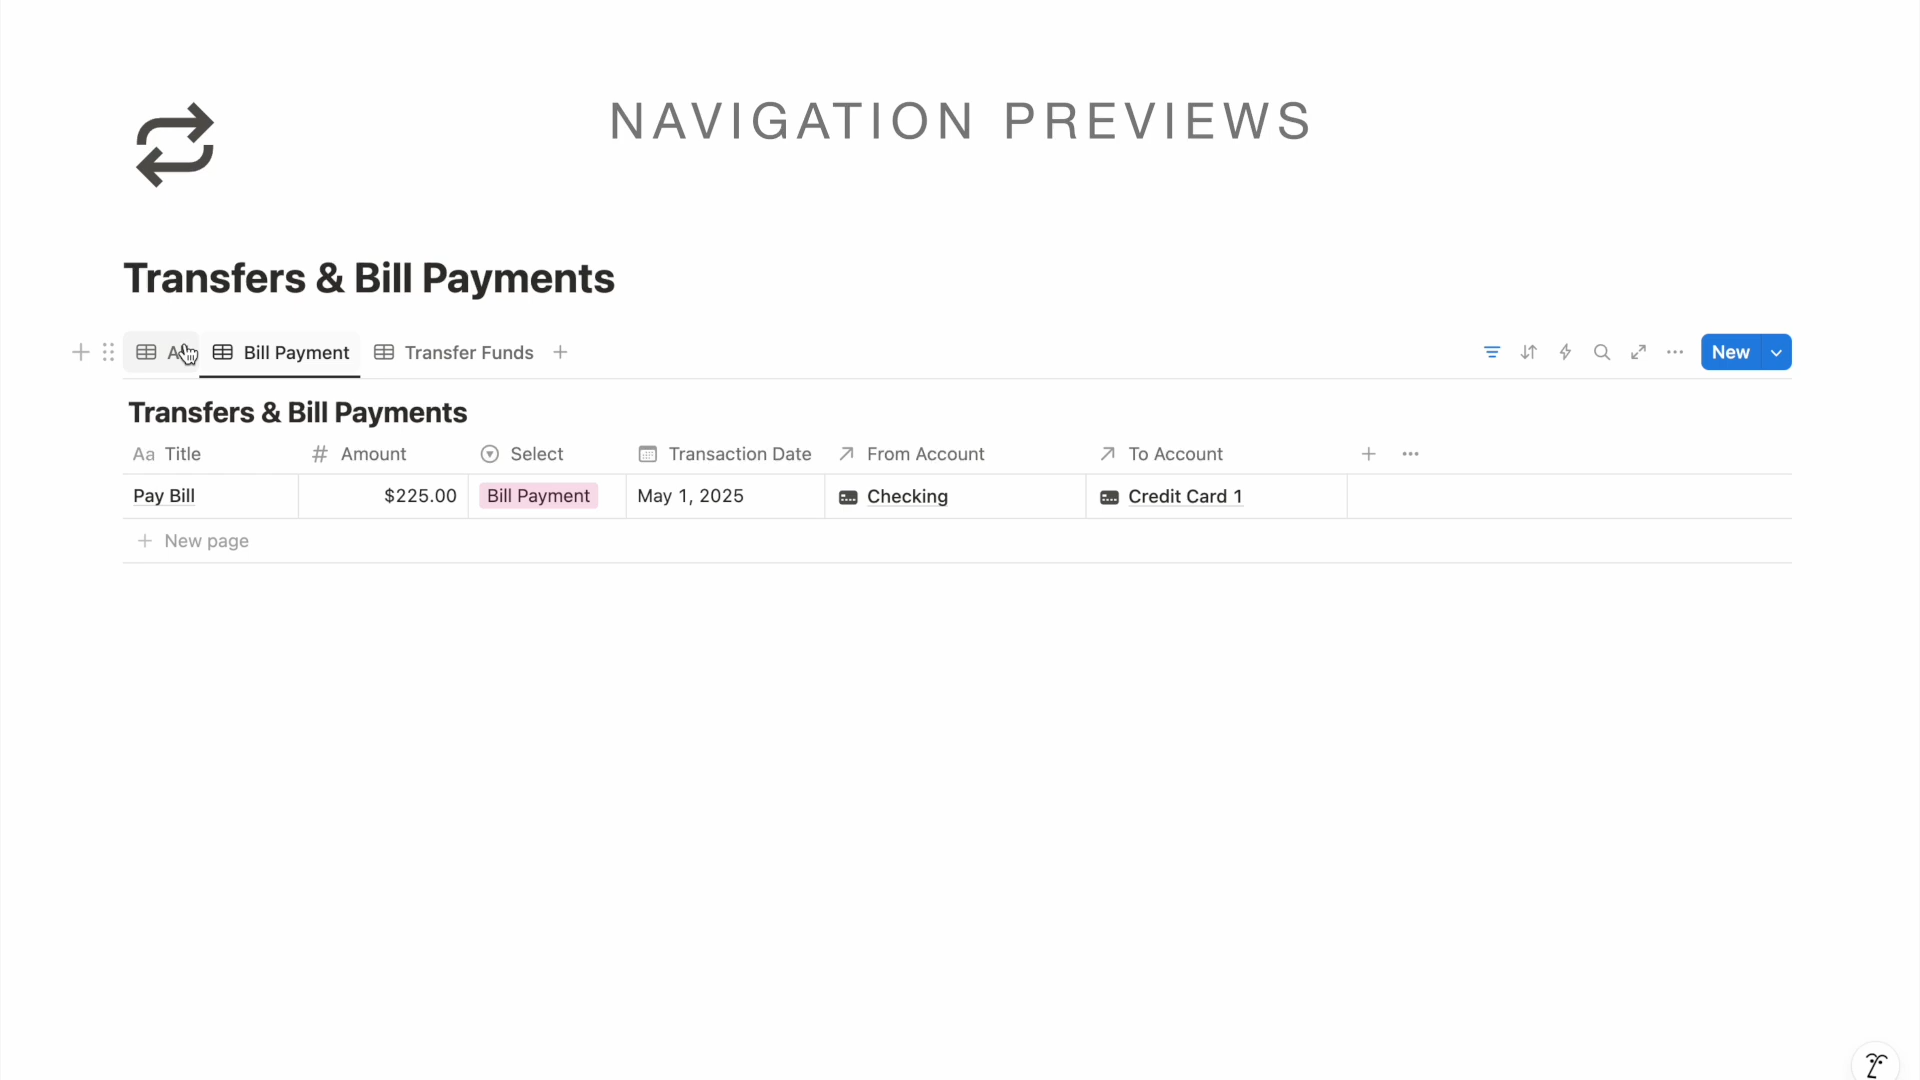 NAVIGATION PREVIEWS
Transfers & Bill Payments
Bill Payment Transfer Funds New
Transfers & Bill Payments
Aa Title # Amount Select Transaction Date From Account To Account
Pay Bill $225.00 Bill Payment May 1, 2025 Checking Credit Card 1
New page